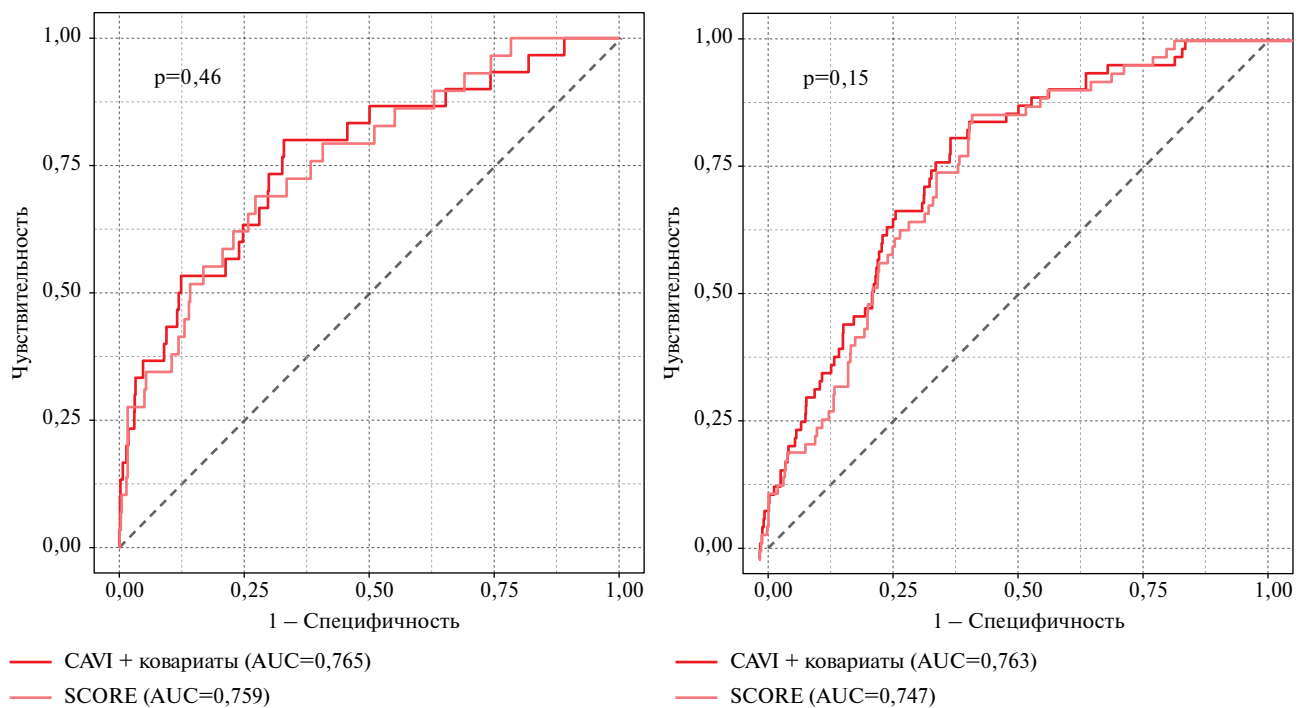 Чувствительность
1,00
0,75
0,50
0,25
0,00
p=0,46
0,00 0,25 0,50 0,75 1,00
1 – Специфичность
CAVI + ковариаты (AUC=0,765)
SCORE (AUC=0,759)
Чувствительность
1,00
0,75
0,50
0,25
0,00
p=0,15
0,00 0,25 0,50 0,75 1,00
1 – Специфичность
CAVI + ковариаты (AUC=0,763)
SCORE (AUC=0,747)